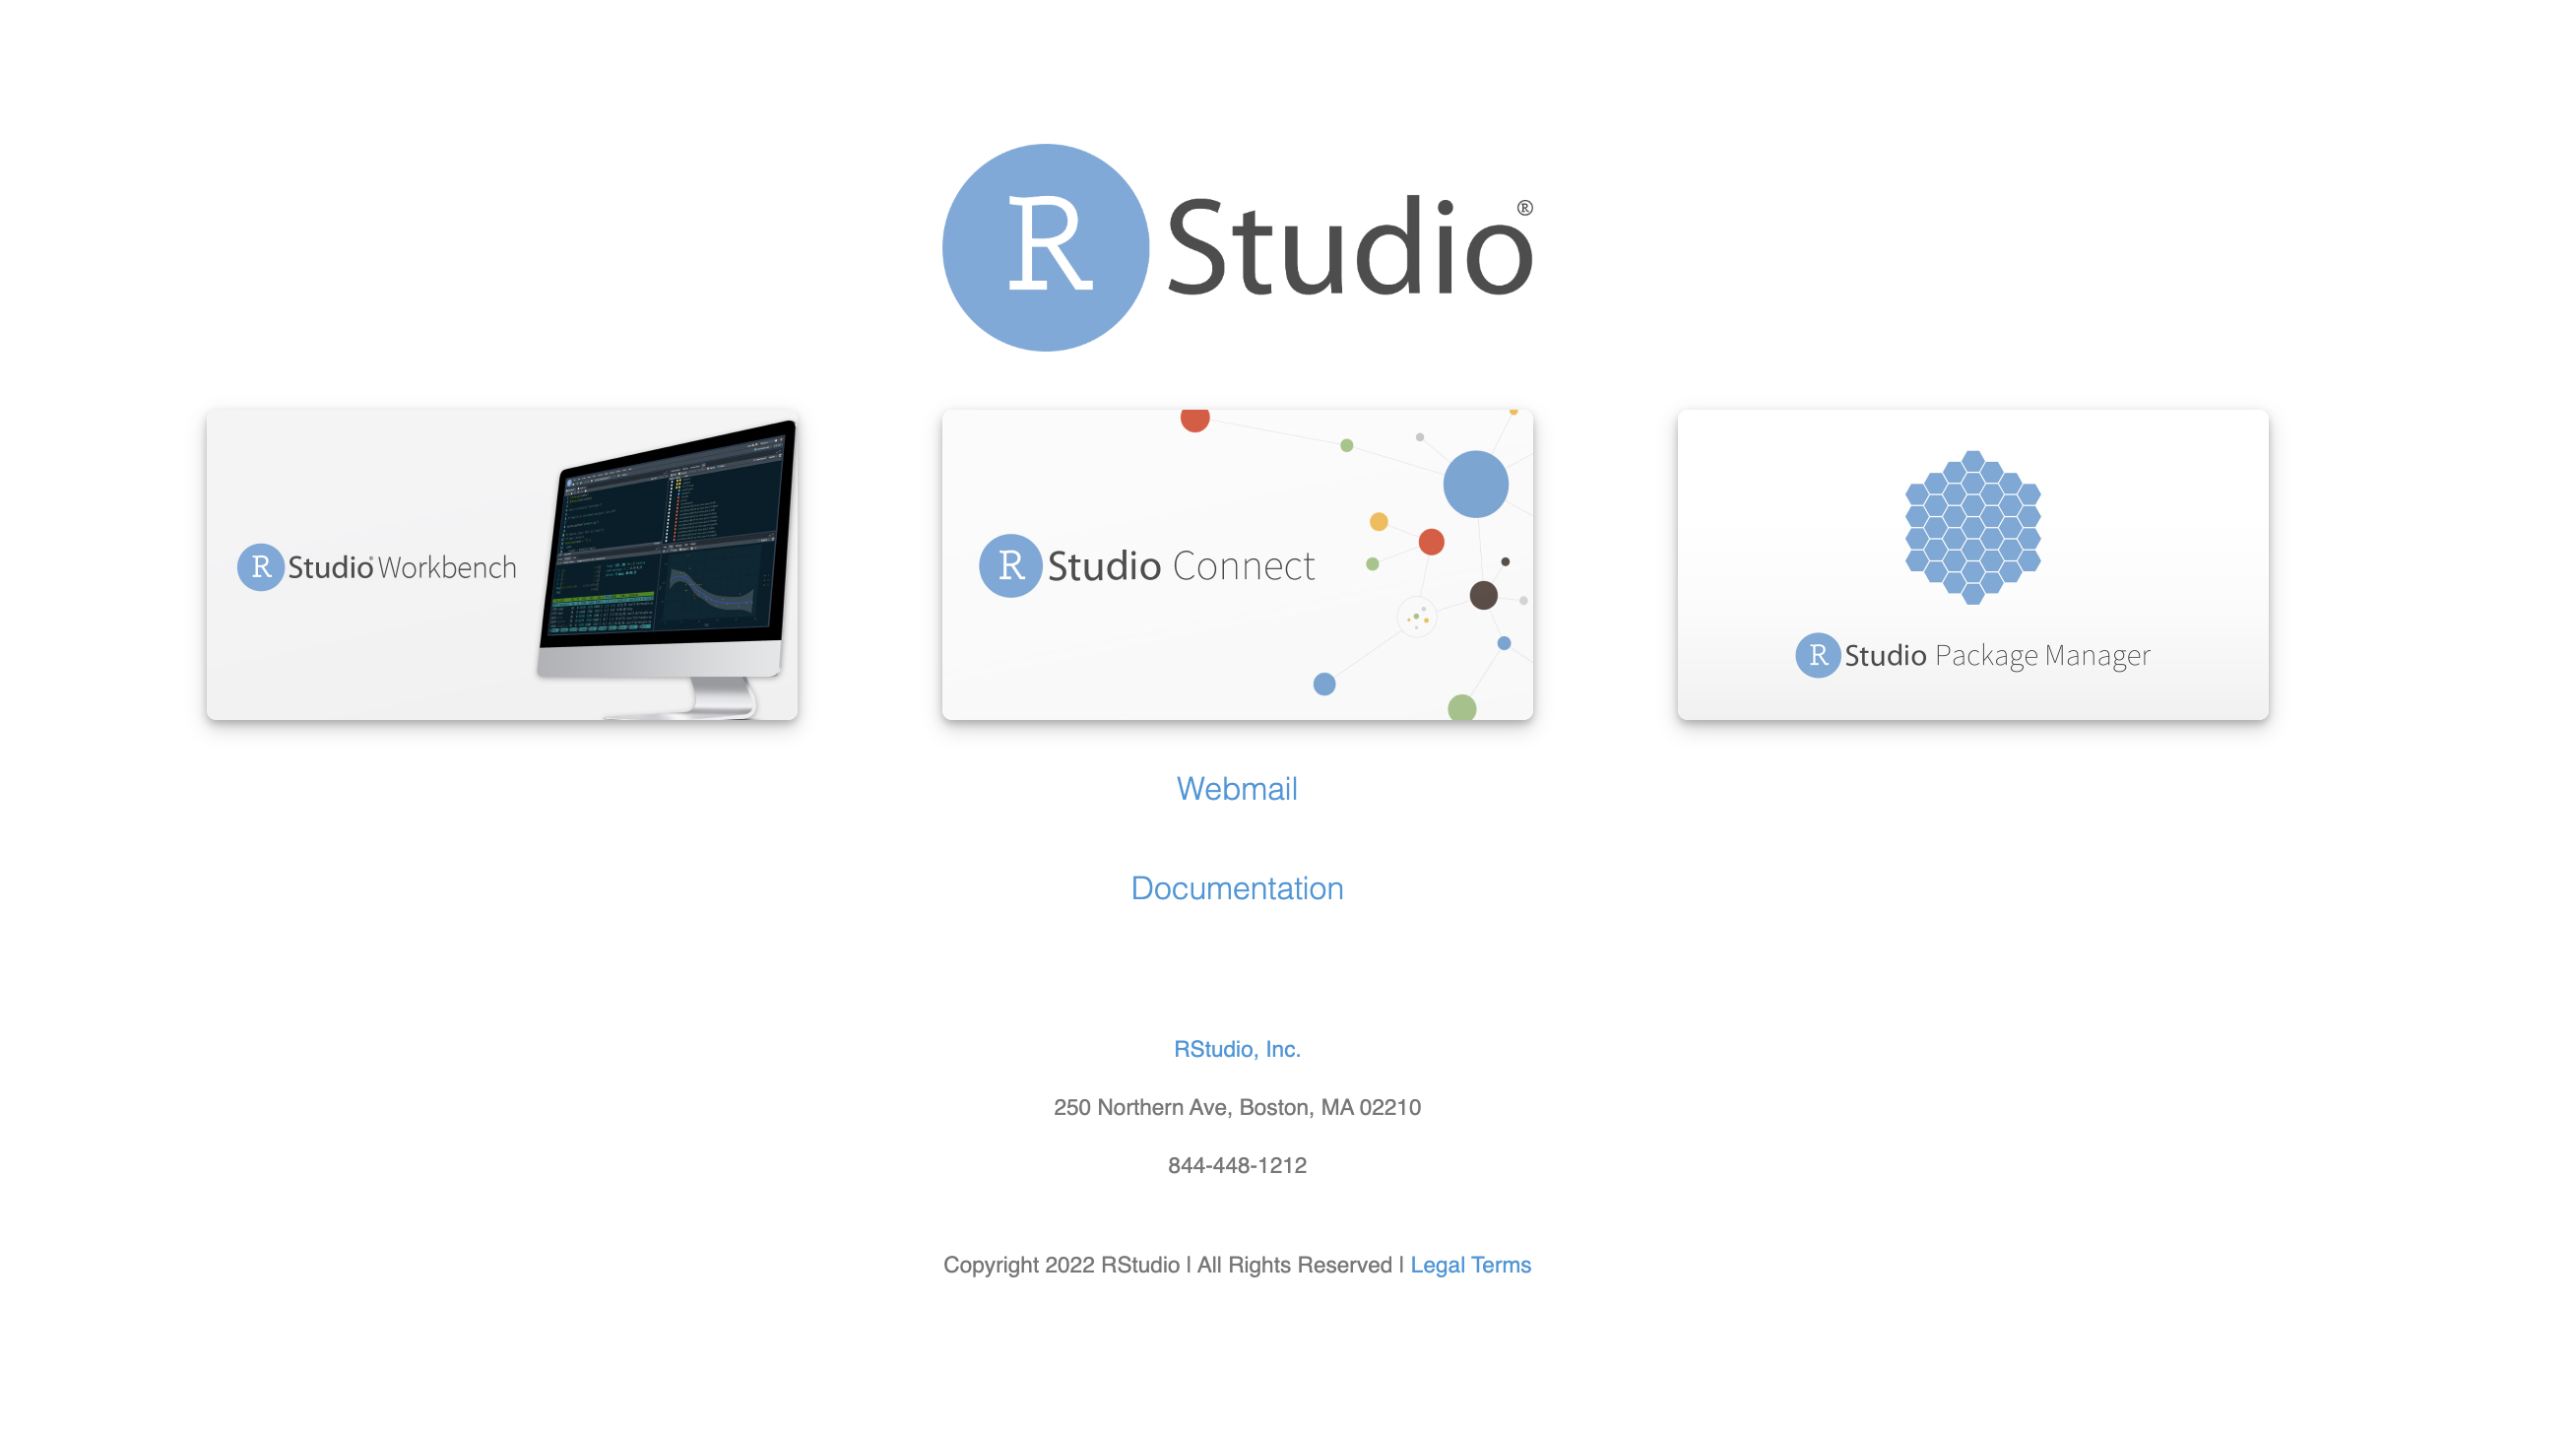 R Studio®
R Studio® Workbench
R Studio Connect
R Studio Package Manager
Webmail
Documentation
RStudio, Inc.
250 Northern Ave, Boston, MA 02210
844-448-1212
Copyright 2022 RStudio | All Rights Reserved | Legal Terms